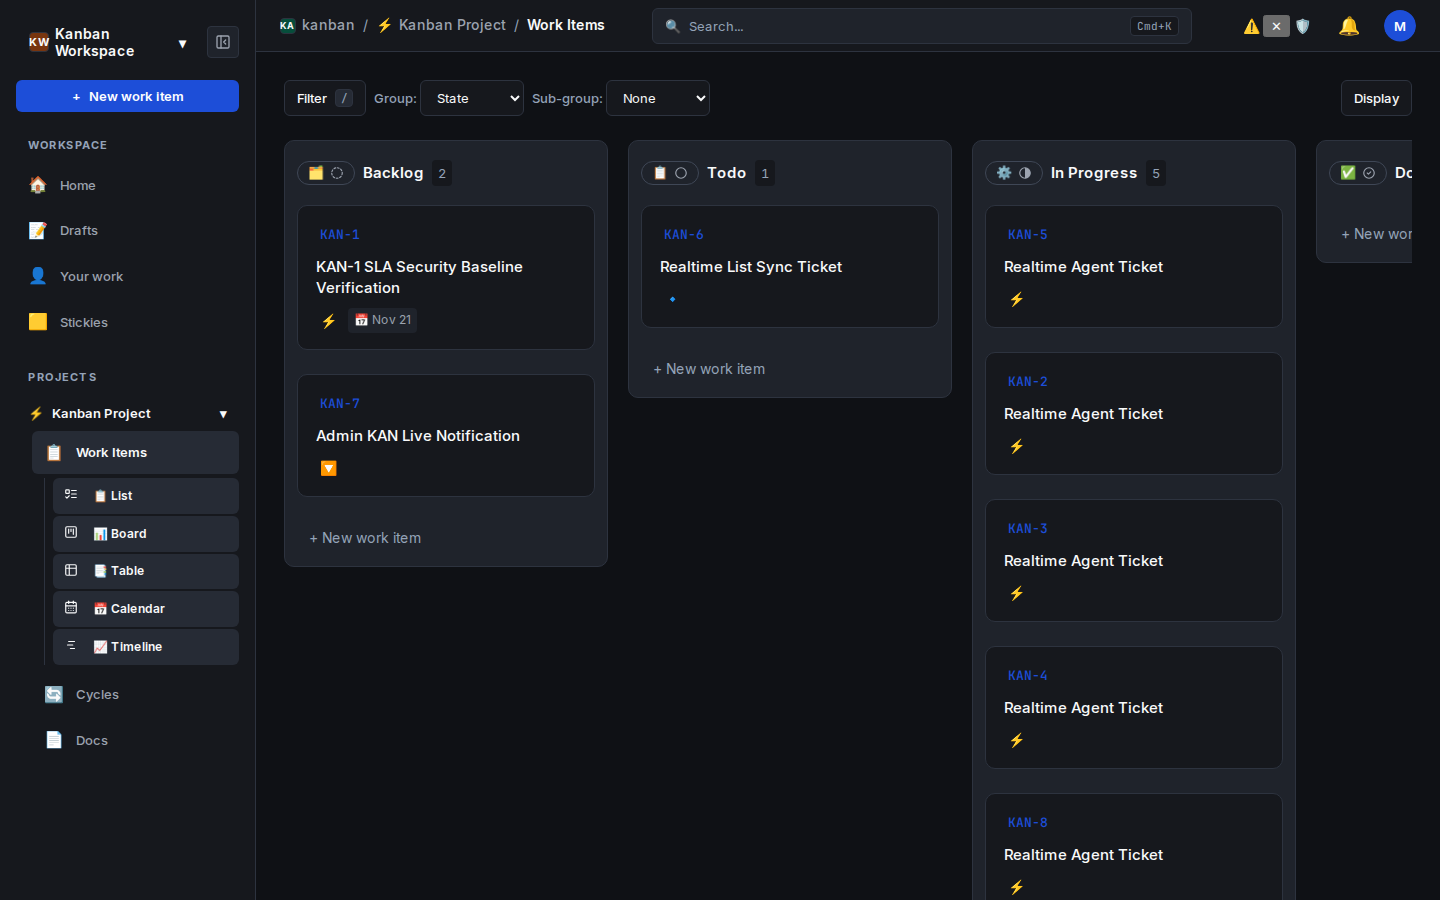 KW Kanban Workspace ▼
+ New work item
WORKSPACE
Home
Drafts
Your work
Stickies
PROJECTS
Kanban Project ▼
Work Items
List
Board
Table
Calendar
Timeline
Cycles
Docs
KA kanban / Kanban Project / Work Items
Search... Cmd+K
M
Filter / Group: State Sub-group: None Display
Backlog 2
KAN-1
KAN-1 SLA Security Baseline
Verification
Nov 21
KAN-7
Admin KAN Live Notification
+ New work item
Todo 1
KAN-6
Realtime List Sync Ticket
+ New work item
In Progress 5
KAN-5
Realtime Agent Ticket
KAN-2
Realtime Agent Ticket
KAN-3
Realtime Agent Ticket
KAN-4
Realtime Agent Ticket
KAN-8
Realtime Agent Ticket
Do
+ New wor